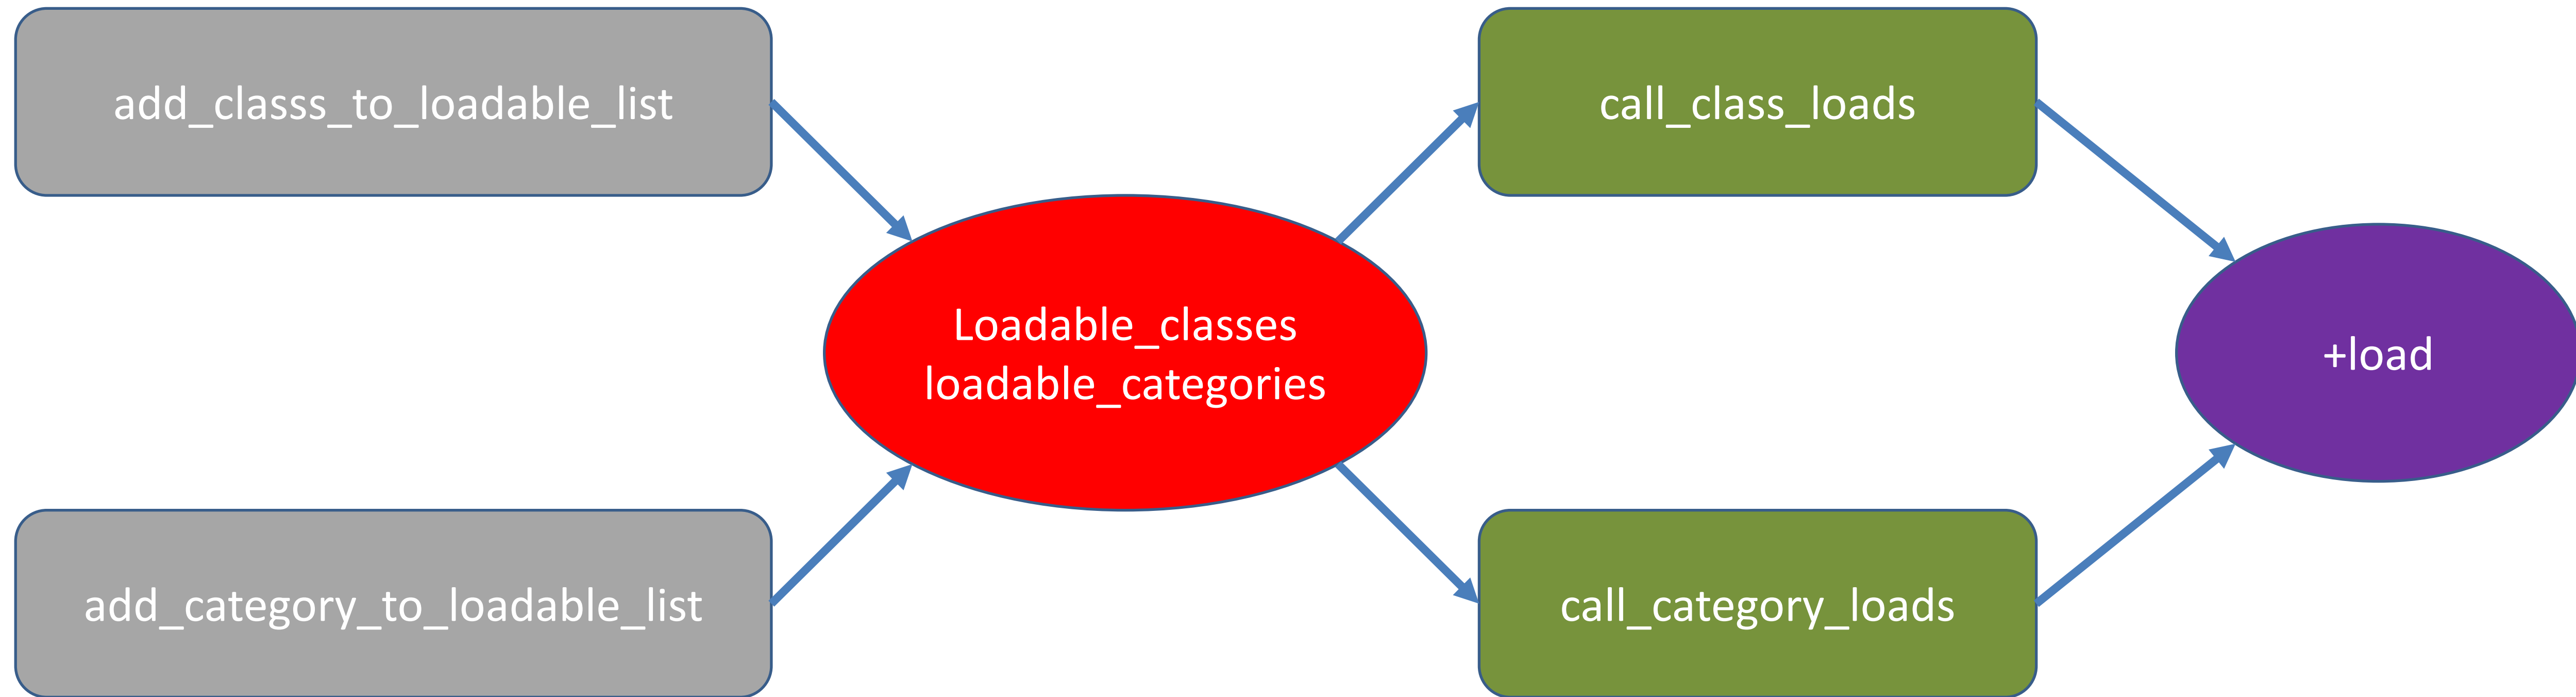 add_classs_to_loadable_list
call_class_loads
Loadable_classes
loadable_categories
+load
add_category_to_loadable_list
call_category_loads